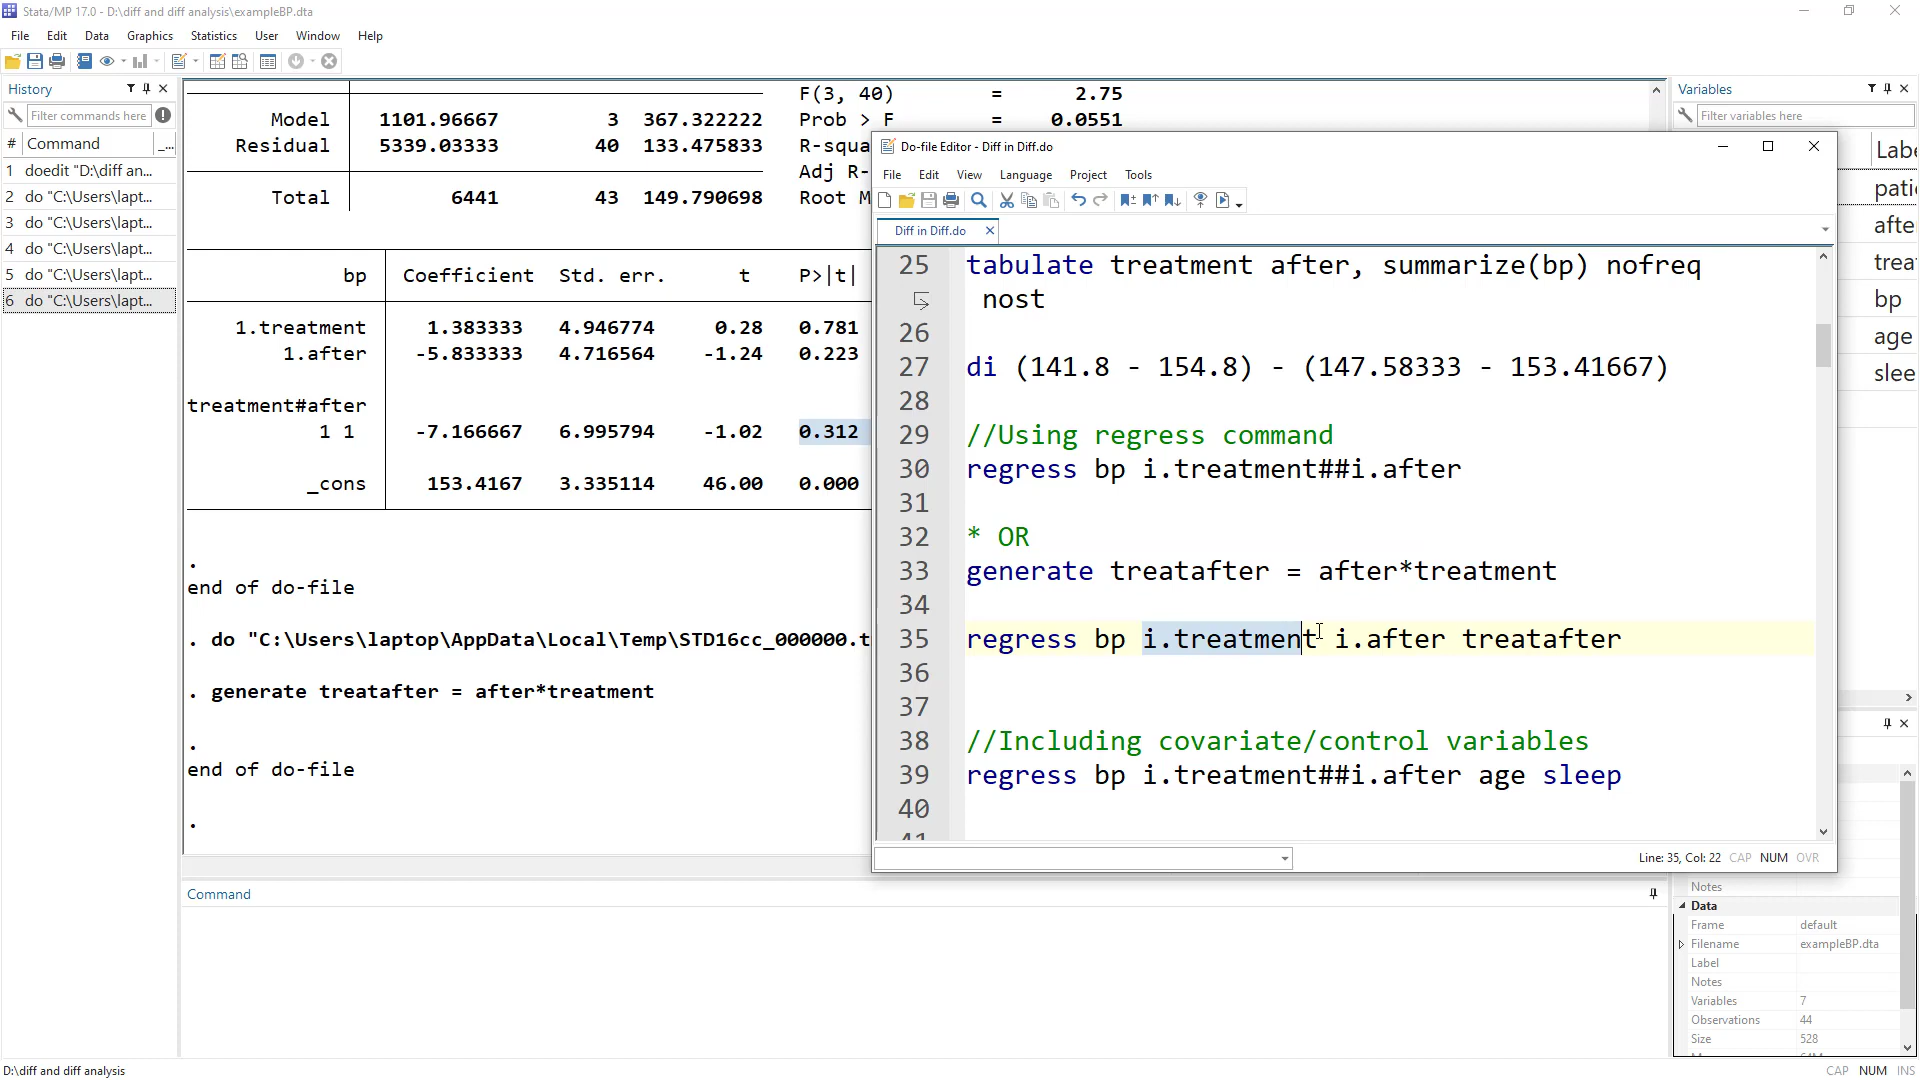 Stata/MP 17.0 - D:\diff and diff analysis\exampleBP.dta
File Edit Data Graphics Statistics User Window Help
History
Filter commands here
# Command _...
1 doedit "D:\diff an...
2 do "C:\Users\lapt...
3 do "C:\Users\lapt...
4 do "C:\Users\lapt...
5 do "C:\Users\lapt...
6 do "C:\Users\lapt...
F(3, 40) = 2.75
Model 1101.96667 3 367.322222 Prob > F = 0.0551
Residual 5339.03333 40 133.475833 R-squa
Adj R-
Total 6441 43 149.790698 Root M
bp Coefficient Std. err. t P>|t|
1.treatment 1.383333 4.946774 0.28 0.781
1.after -5.833333 4.716564 -1.24 0.223
treatment#after
1 1 -7.166667 6.995794 -1.02 0.312
_cons 153.4167 3.335114 46.00 0.000
.
end of do-file
. do "C:\Users\laptop\AppData\Local\Temp\STD16cc_000000.t
. generate treatafter = after*treatment
.
end of do-file
.
Command
Do-file Editor - Diff in Diff.do
File Edit View Language Project Tools
Diff in Diff.do
25 tabulate treatment after, summarize(bp) nofreq
nost
26
27 di (141.8 - 154.8) - (147.58333 - 153.41667)
28
29 //Using regress command
30 regress bp i.treatment##i.after
31
32 * OR
33 generate treatafter = after*treatment
34
35 regress bp i.treatment i.after treatafter
36
37
38 //Including covariate/control variables
39 regress bp i.treatment##i.after age sleep
40
41
Line: 35, Col: 22 CAP NUM OVR
Variables
Filter variables here
Labe
patie
after
treat
bp
age
sleep
Notes
Data
Frame default
Filename exampleBP.dta
Label
Notes
Variables 7
Observations 44
Size 528
D:\diff and diff analysis
CAP NUM INS